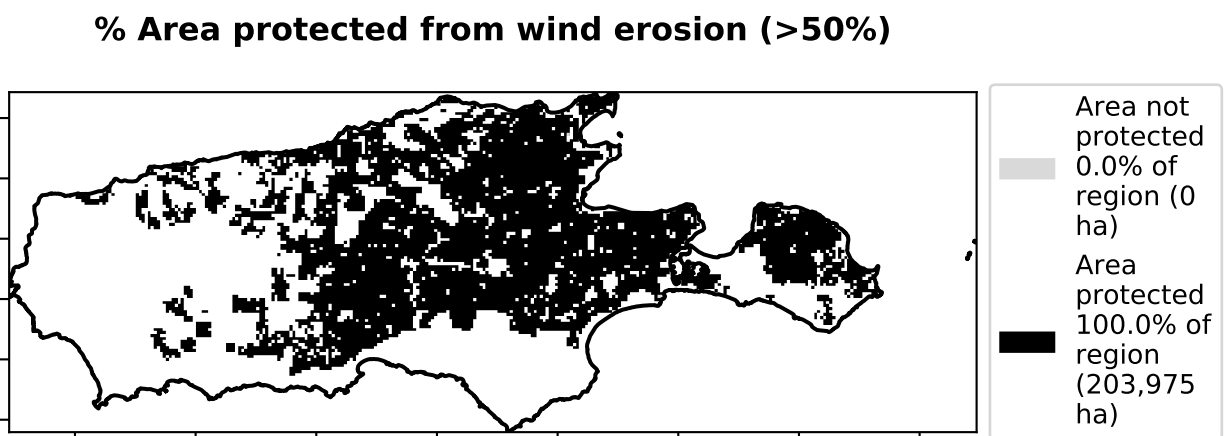 % Area protected from wind erosion (>50%)
Area not
protected
0.0% of
region (0
ha)
Area
protected
100.0% of
region
(203,975
ha)